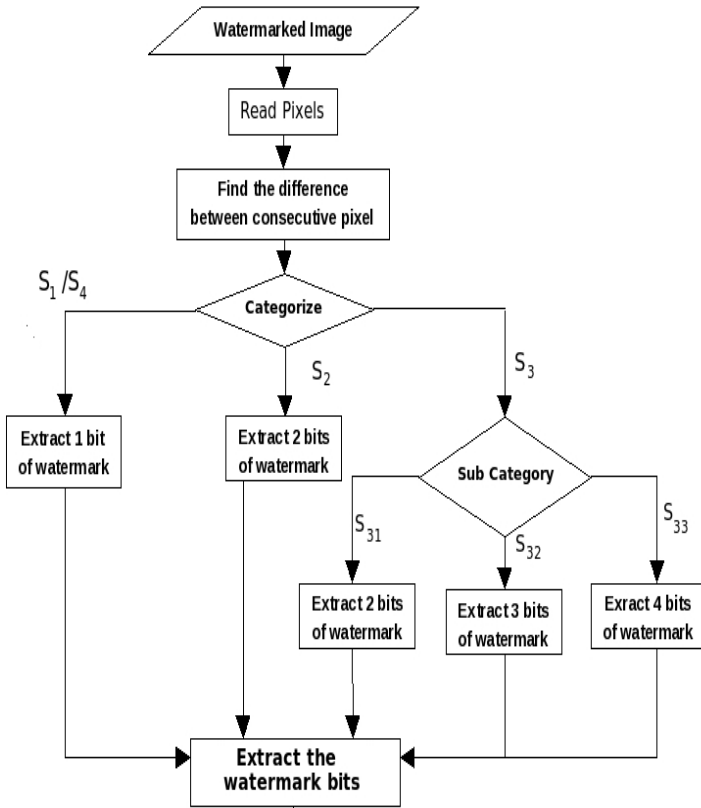 Watermarked Image
Read Pixels
Find the difference
between consecutive pixel
S1 /S4
Categorize
S2
S3
Extract 1 bit
of watermark
Extract 2 bits
of watermark
Sub Category
S31
S32
S33
Extract 2 bits
of watermark
Extract 3 bits
of watermark
Exract 4 bits
of watermark
Extract the
watermark bits